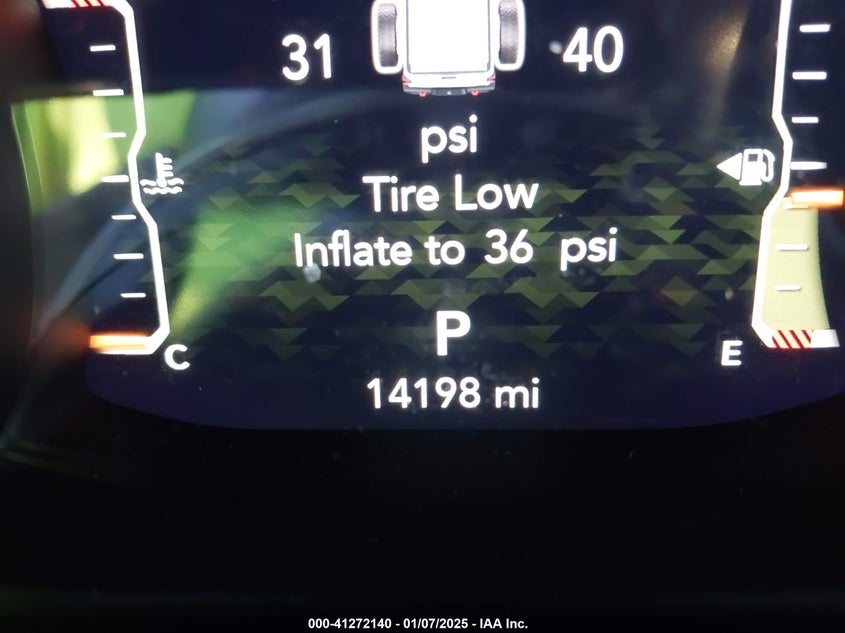 31 40
psi
Tire Low
Inflate to 36 psi
P
C E
14198 mi
000-41272140 - 01/07/2025 - IAA Inc.